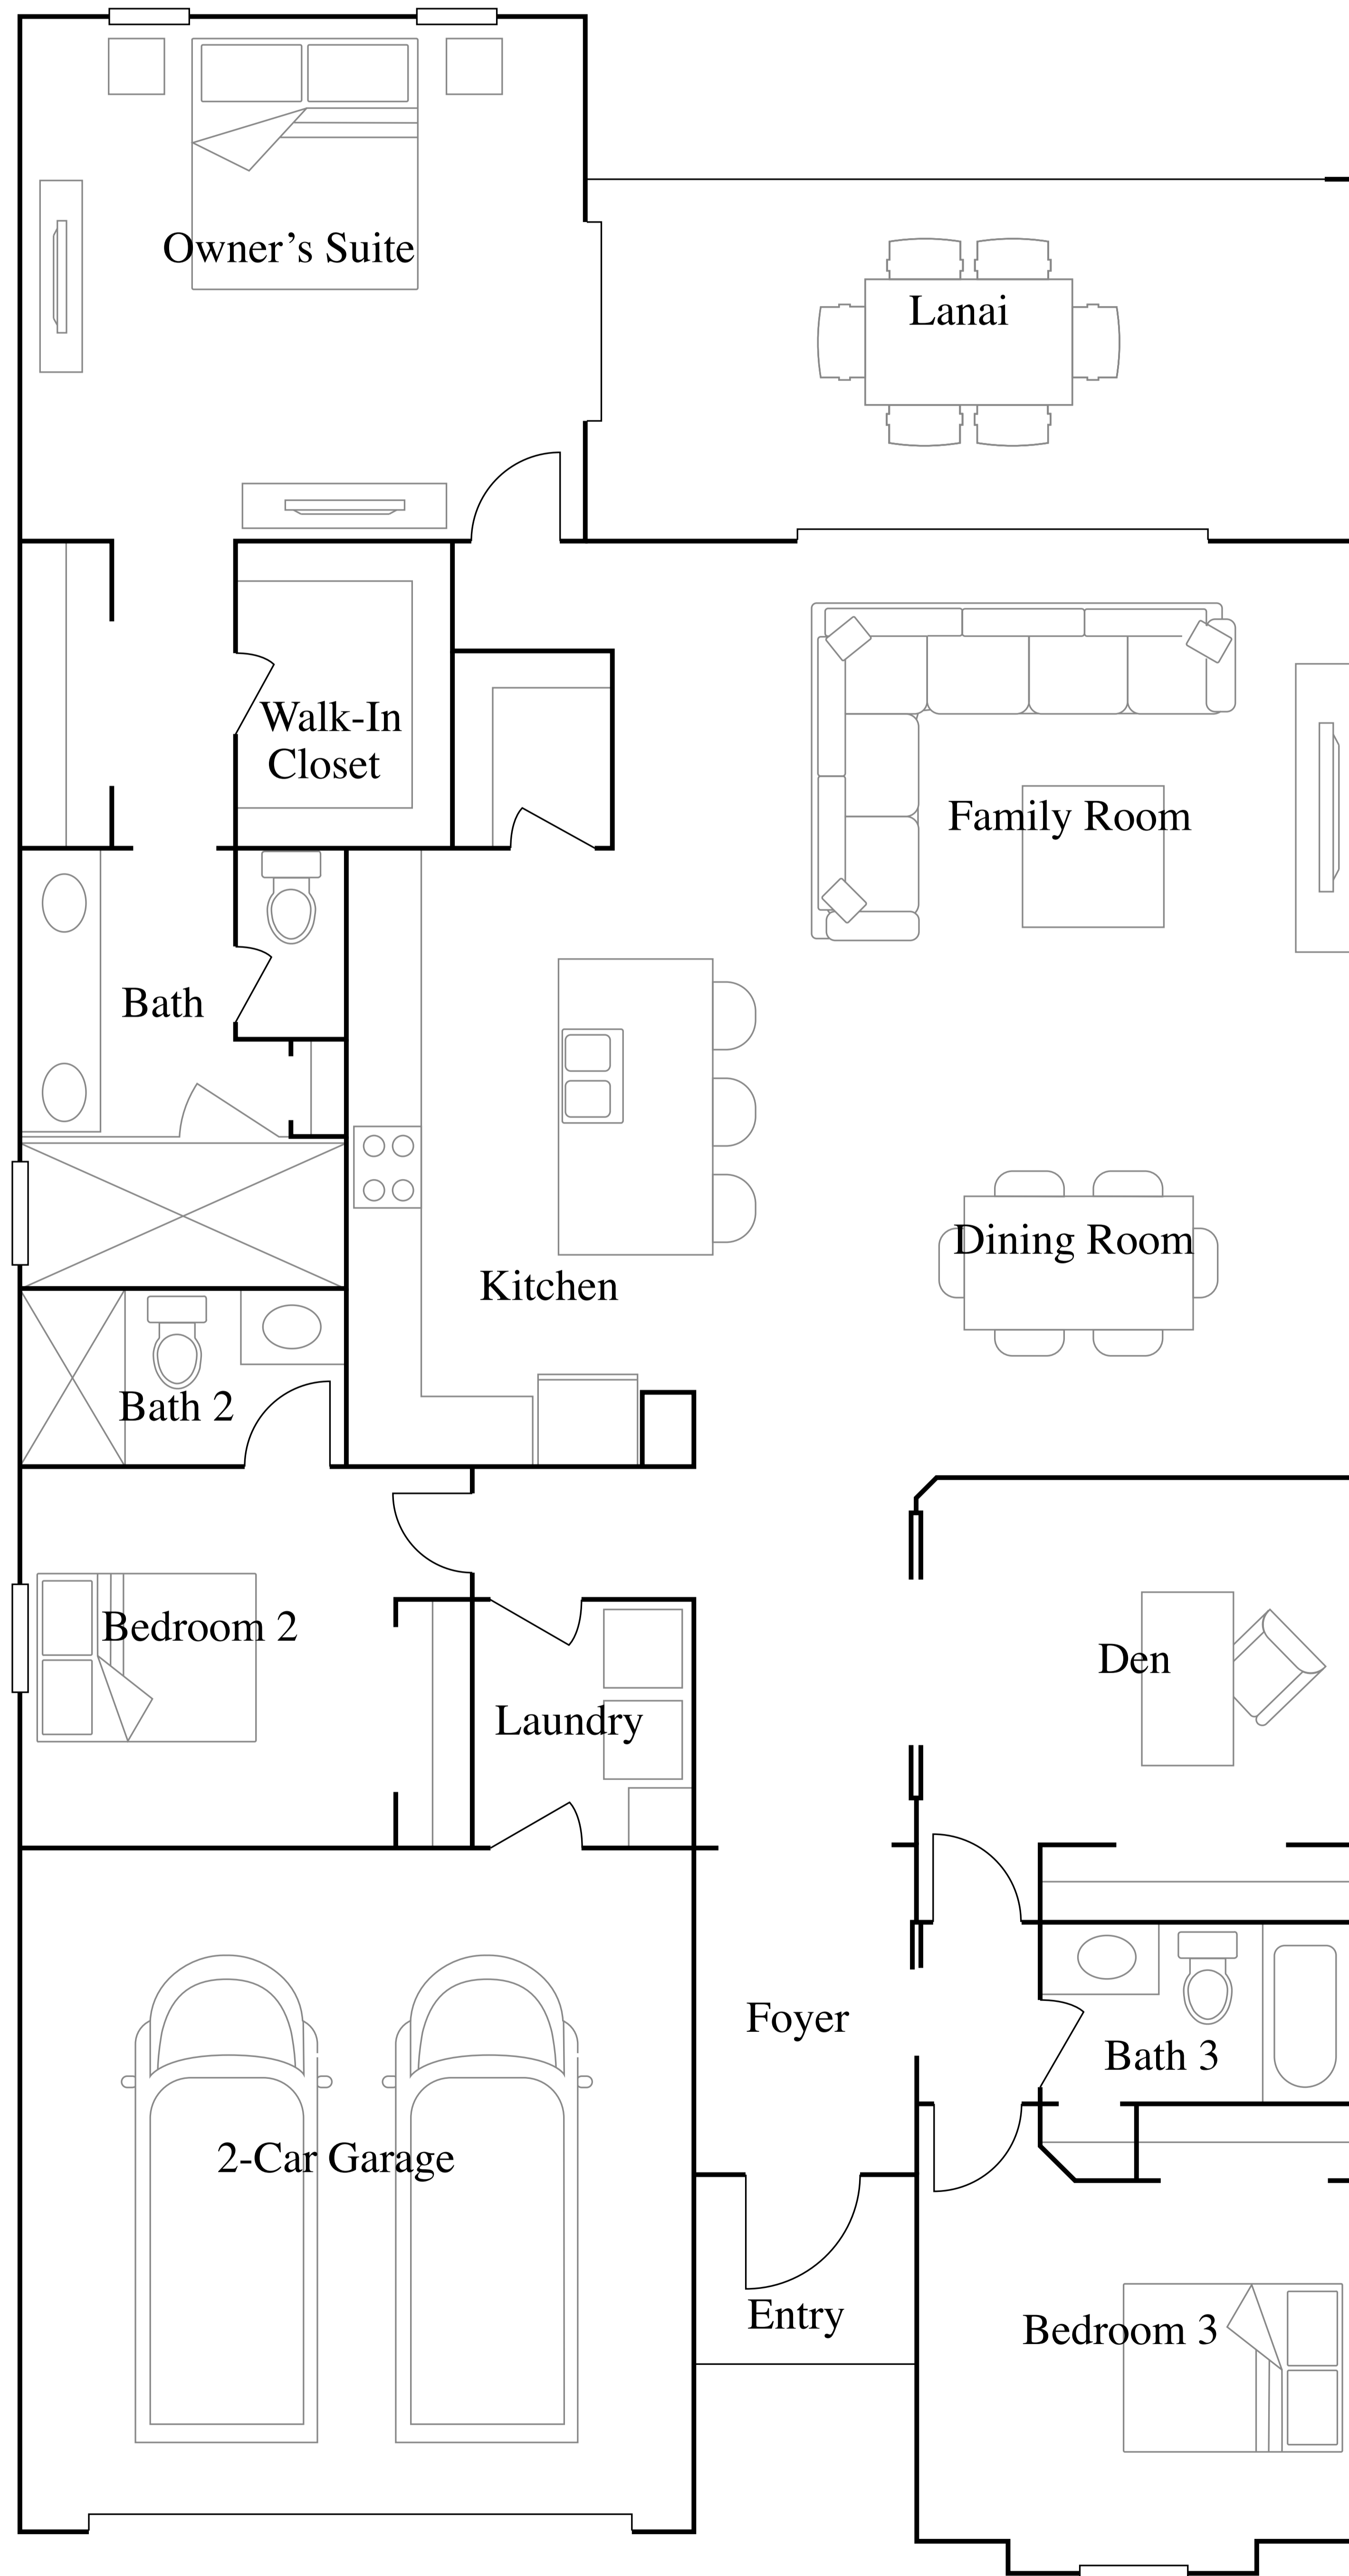 Owner’s Suite
Lanai
Walk-In
Closet
Family Room
Bath
Dining Room
Kitchen
Bath 2
Bedroom 2
Den
Laundry
Foyer
Bath 3
2-Car Garage
Entry
Bedroom 3